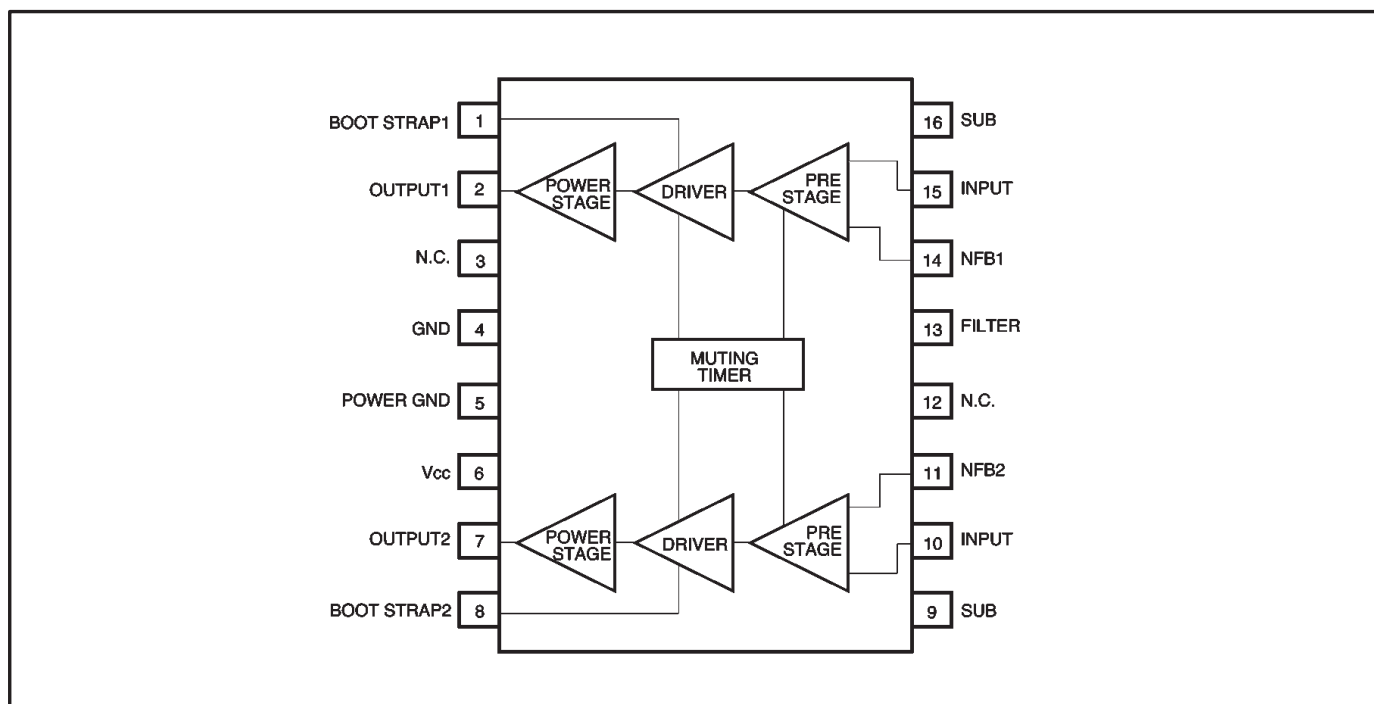 BOOT STRAP1 1
16 SUB
OUTPUT1 2
POWER
STAGE
DRIVER
PRE
STAGE
15 INPUT
N.C. 3
14 NFB1
GND 4
13 FILTER
MUTING
TIMER
POWER GND 5
12 N.C.
Vcc 6
11 NFB2
OUTPUT2 7
POWER
STAGE
DRIVER
PRE
STAGE
10 INPUT
BOOT STRAP2 8
9 SUB